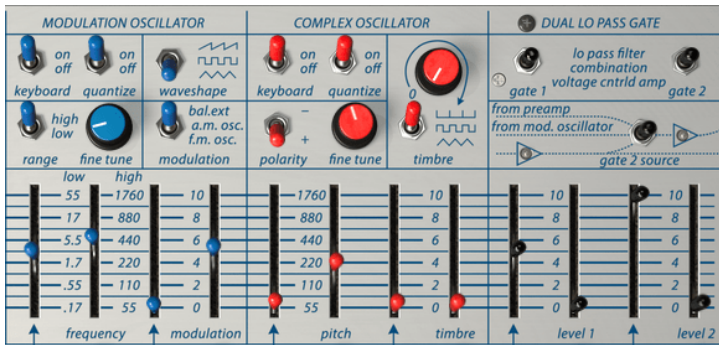 MODULATION OSCILLATOR
on
off
on
off
keyboard
quantize
waveshape
high
low
bal.ext
a.m. osc.
f.m. osc.
range
fine tune
modulation
low
high
55
1760
10
17
880
8
5.5
440
6
1.7
220
4
.55
110
2
.17
55
0
frequency
modulation
COMPLEX OSCILLATOR
on
off
on
off
keyboard
quantize
0
−
+
polarity
fine tune
timbre
1760
10
880
8
440
6
220
4
110
2
55
0
pitch
timbre
DUAL LO PASS GATE
lo pass filter
combination
voltage cntrld amp
gate 1
gate 2
from preamp
from mod. oscillator
gate 2 source
10
10
8
8
6
6
4
4
2
2
0
0
level 1
level 2